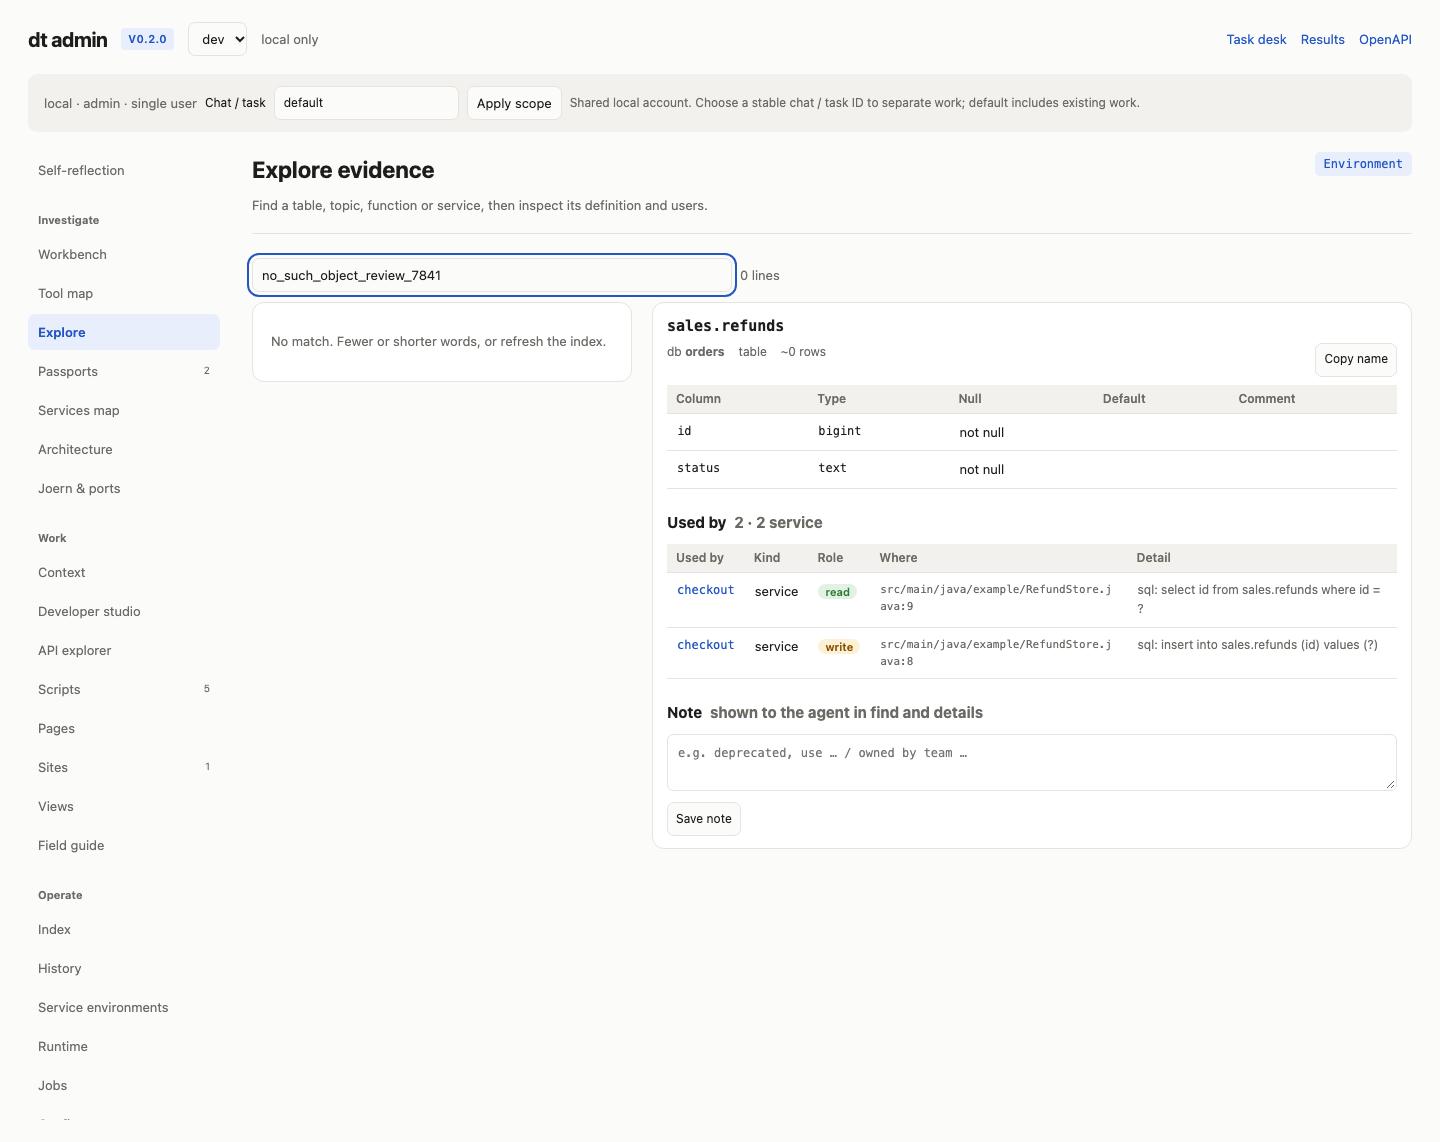 dt admin V0.2.0 dev local only Task desk Results OpenAPI
local · admin · single user Chat / task default Apply scope Shared local account. Choose a stable chat / task ID to separate work; default includes existing work.
Self-reflection
Investigate
Workbench
Tool map
Explore
Passports 2
Services map
Architecture
Joern & ports
Work
Context
Developer studio
API explorer
Scripts 5
Pages
Sites 1
Views
Field guide
Operate
Index
History
Service environments
Runtime
Jobs
Explore evidence Environment
Find a table, topic, function or service, then inspect its definition and users.
no_such_object_review_7841 0 lines
No match. Fewer or shorter words, or refresh the index.
sales.refunds
db orders table ~0 rows
Copy name
Column Type Null Default Comment
id bigint not null
status text not null
Used by 2 · 2 service
Used by Kind Role Where Detail
checkout service read src/main/java/example/RefundStore.j sql: select id from sales.refunds where id =
ava:9 ?
checkout service write src/main/java/example/RefundStore.j sql: insert into sales.refunds (id) values (?)
ava:8
Note shown to the agent in find and details
e.g. deprecated, use … / owned by team …
Save note